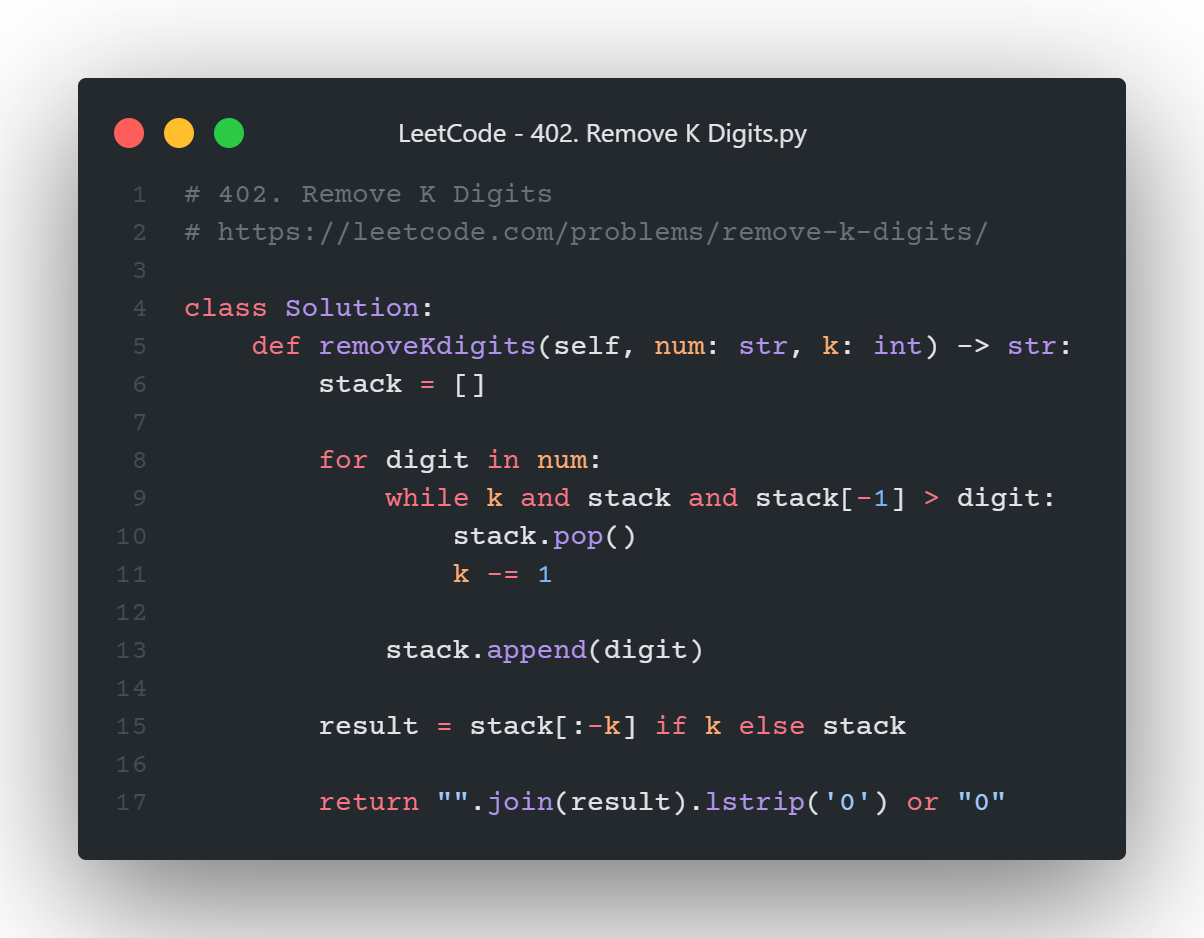 LeetCode - 402. Remove K Digits.py
1 # 402. Remove K Digits
2 # https://leetcode.com/problems/remove-k-digits/
3
4 class Solution:
5     def removeKdigits(self, num: str, k: int) -> str:
6         stack = []
7
8         for digit in num:
9             while k and stack and stack[-1] > digit:
10                 stack.pop()
11                 k -= 1
12
13             stack.append(digit)
14
15         result = stack[:-k] if k else stack
16
17         return "".join(result).lstrip('0') or "0"